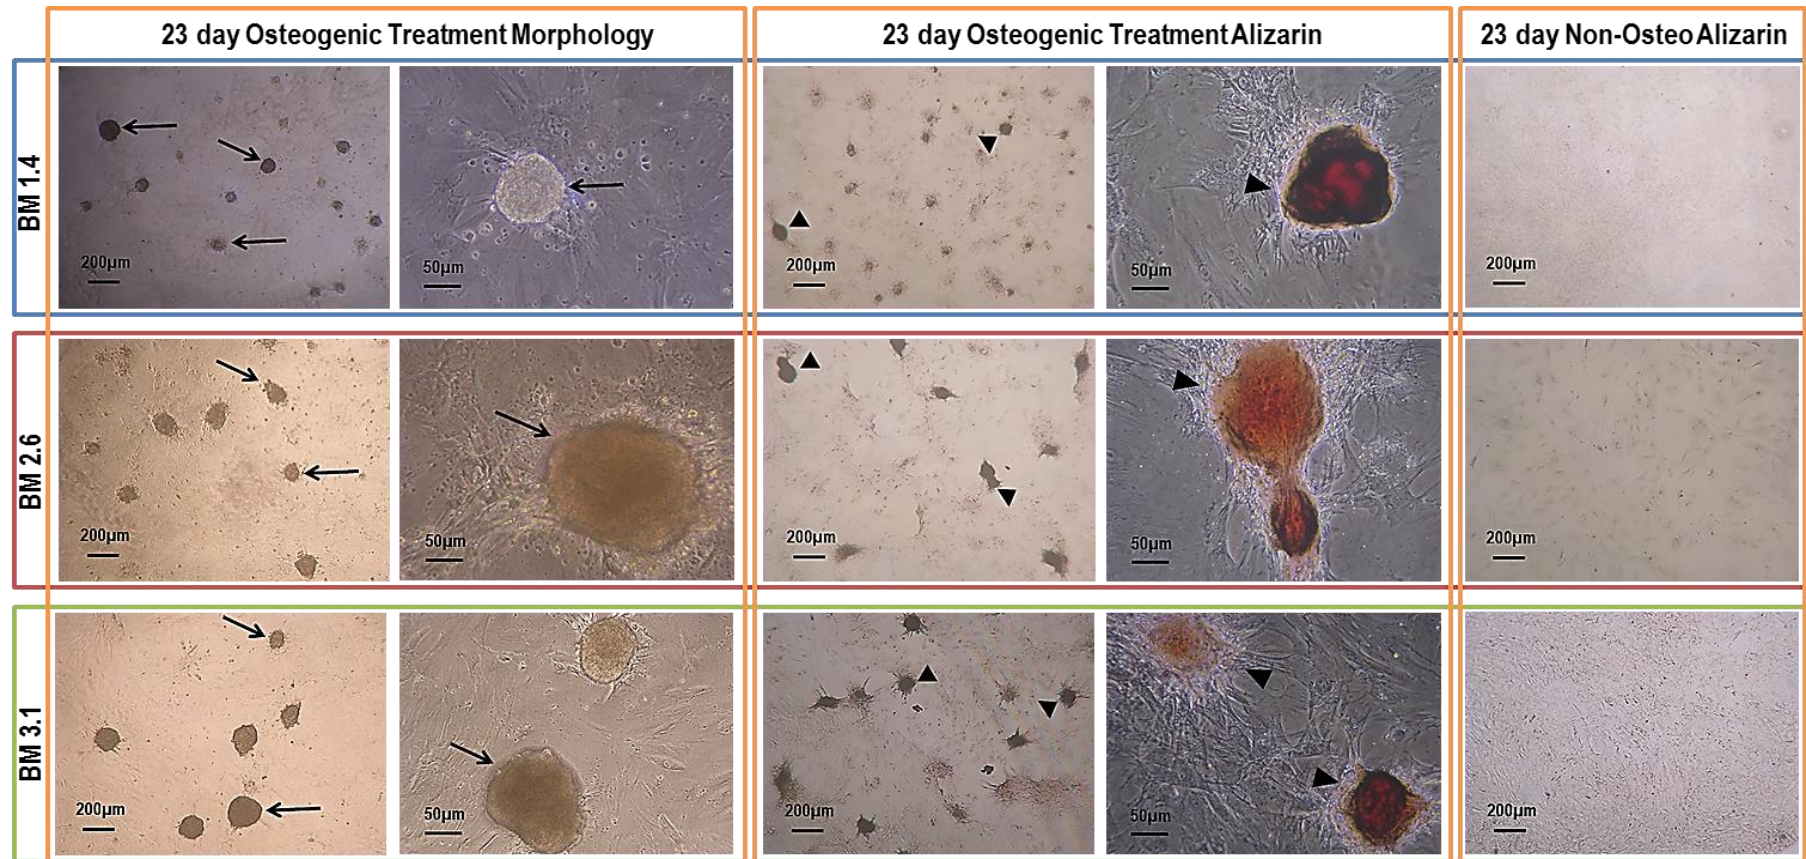 23 day Osteogenic Treatment Morphology
23 day Osteogenic Treatment Alizarin
23 day Non-Osteo Alizarin
BM 1.4
200µm
50µm
200µm
50µm
200µm
BM 2.6
200µm
50µm
200µm
50µm
200µm
BM 3.1
200µm
50µm
200µm
50µm
200µm